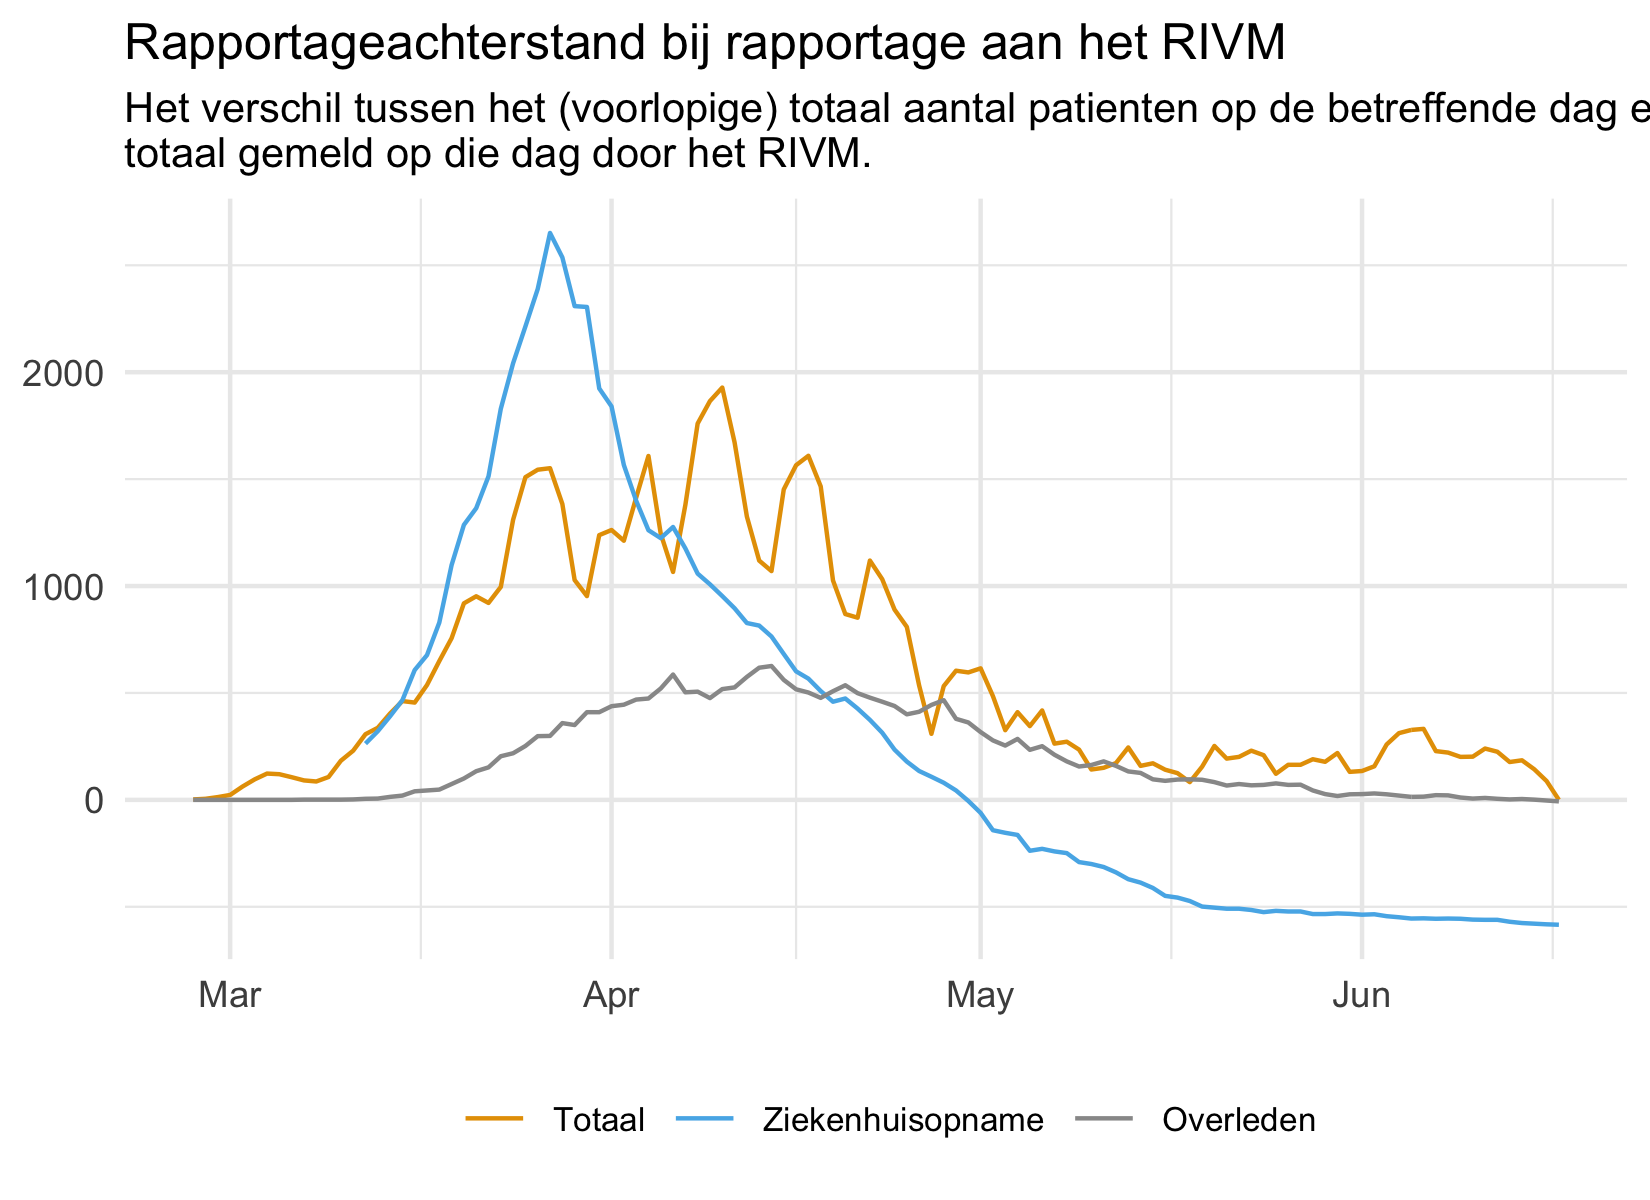 Rapportageachterstand bij rapportage aan het RIVM
Het verschil tussen het (voorlopige) totaal aantal patienten op de betreffende dag e
totaal gemeld op die dag door het RIVM.
2000
1000
0
Mar Apr May Jun
Totaal Ziekenhuisopname Overleden